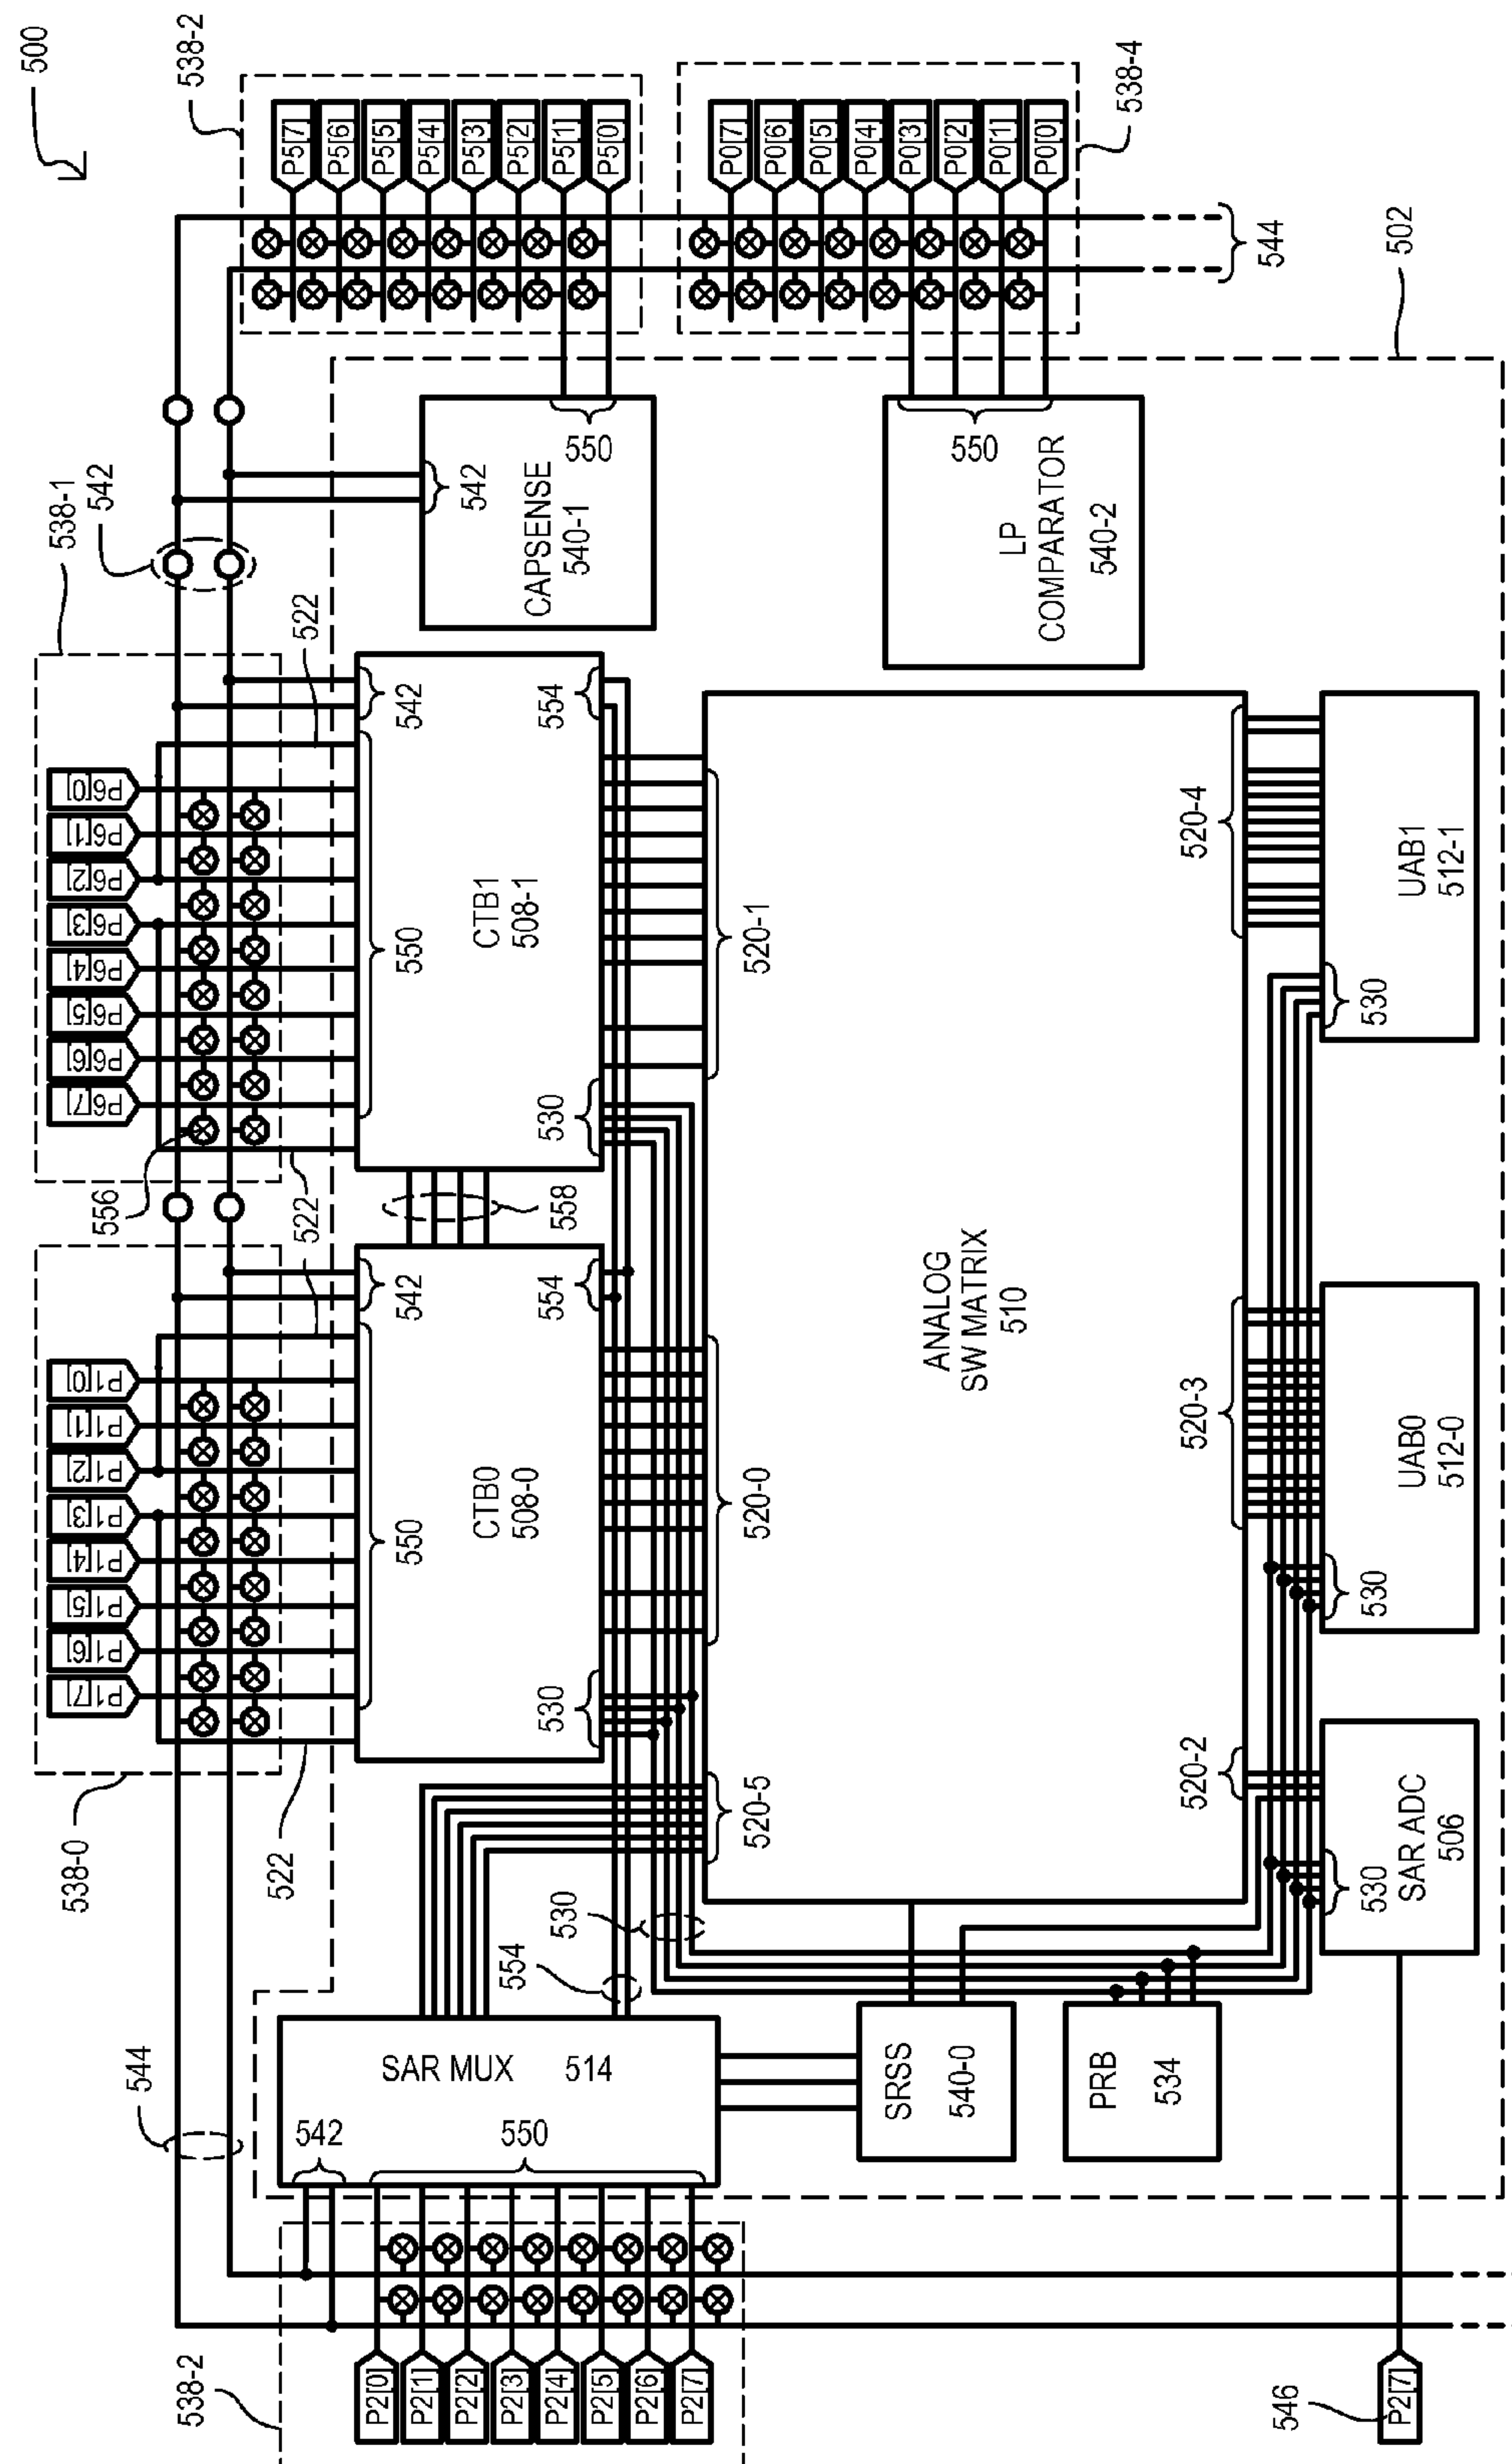 500
544
538-0
556
538-1
542
538-2
P1[7]
P1[6]
P1[5]
P1[4]
P1[3]
P1[2]
P1[1]
P1[0]
P6[7]
P6[6]
P6[5]
P6[4]
P6[3]
P6[2]
P6[1]
P6[0]
538-2
P2[0]
P2[1]
P2[2]
P2[3]
P2[4]
P2[5]
P2[6]
P2[7]
542
550
SAR MUX 514
522
522
522
550
542
CTB0
508-0
530
554
558
550
542
CTB1
508-1
530
554
542
CAPSENSE
540-1
550
P5[7]
P5[6]
P5[5]
P5[4]
P5[3]
P5[2]
P5[1]
P5[0]
554
530
520-5
520-0
520-1
P0[7]
P0[6]
P0[5]
P0[4]
P0[3]
P0[2]
P0[1]
P0[0]
538-4
SRSS
540-0
ANALOG
SW MATRIX
510
LP
COMPARATOR
540-2
550
PRB
534
520-2
520-3
520-4
544
502
546
P2[7]
530
SAR ADC
506
530
UAB0
512-0
530
UAB1
512-1